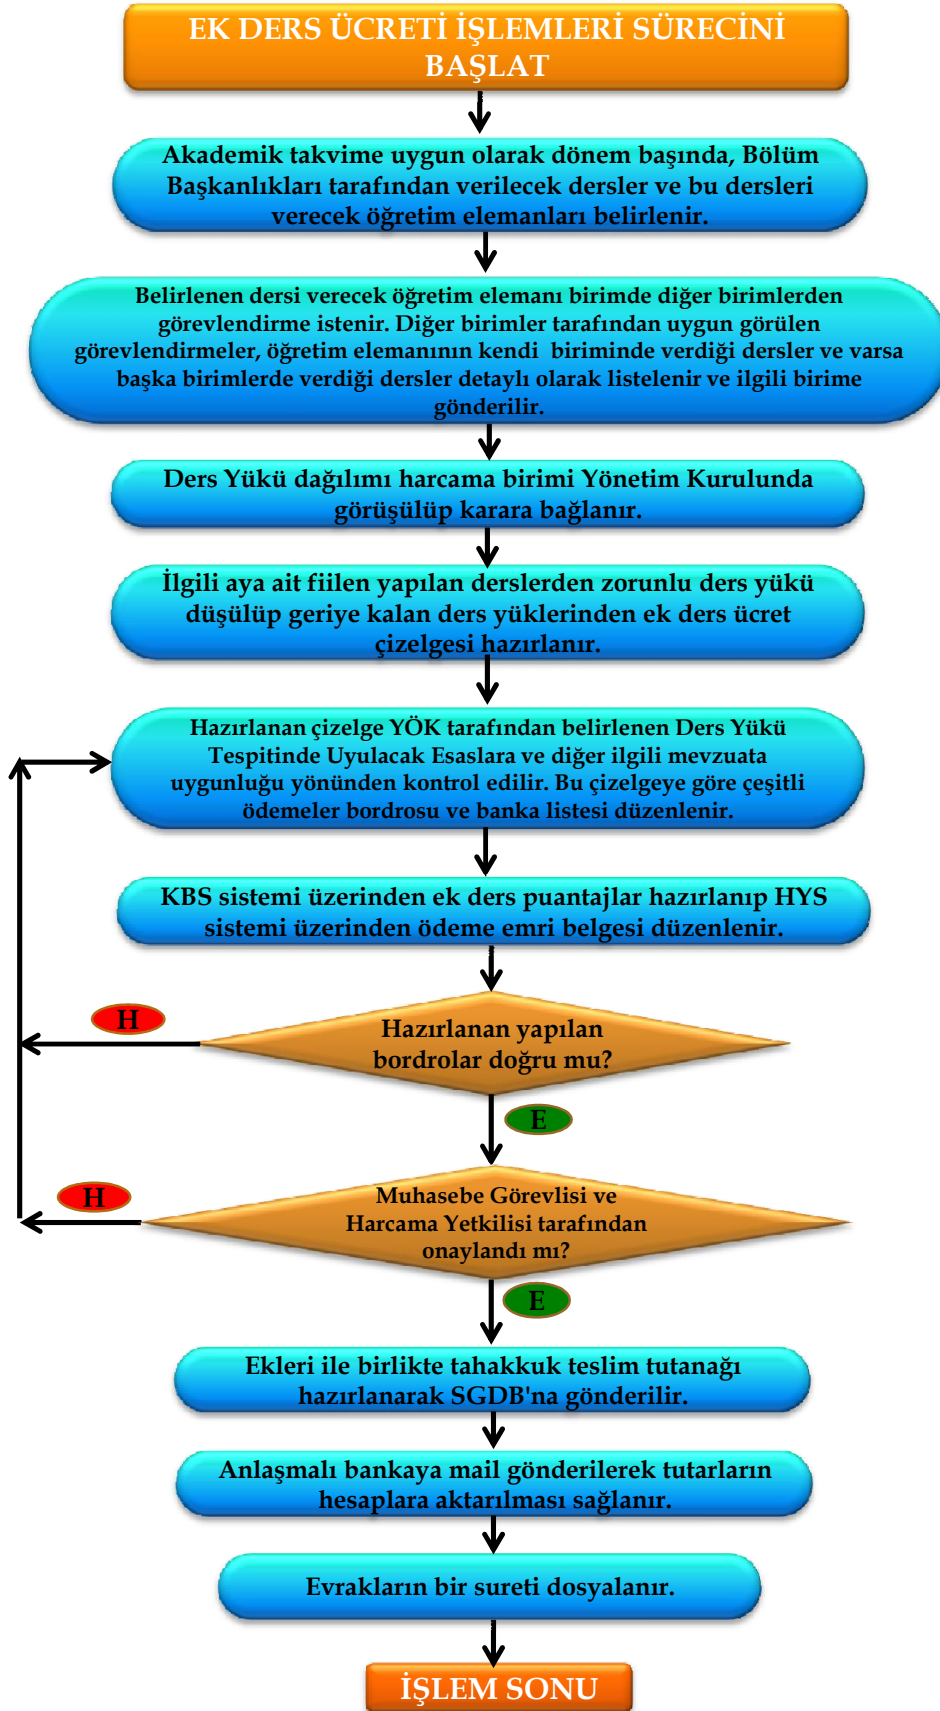 EK DERS ÜCRETİ İŞLEMLERİ SÜRECİNİ
BAŞLAT
Akademik takvime uygun olarak dönem başında, Bölüm
Başkanlıkları tarafından verilecek dersler ve bu dersleri
verecek öğretim elemanları belirlenir.
Belirlenen dersi verecek öğretim elemanı birimde diğer birimlerden
görevlendirme istenir. Diğer birimler tarafından uygun görülen
görevlendirmeler, öğretim elemanının kendi biriminde verdiği dersler ve varsa
başka birimlerde verdiği dersler detaylı olarak listelenir ve ilgili birime
gönderilir.
Ders Yükü dağılımı harcama birimi Yönetim Kurulunda
görüşülüp karara bağlanır.
İlgili aya ait fiilen yapılan derslerden zorunlu ders yükü
düşülüp geriye kalan ders yüklerinden ek ders ücret
çizelgesi hazırlanır.
Hazırlanan çizelge YÖK tarafından belirlenen Ders Yükü
Tespitinde Uyulacak Esaslara ve diğer ilgili mevzuata
uygunluğu yönünden kontrol edilir. Bu çizelgeye göre çeşitli
ödemeler bordrosu ve banka listesi düzenlenir.
KBS sistemi üzerinden ek ders puantajlar hazırlanıp HYS
sistemi üzerinden ödeme emri belgesi düzenlenir.
H
Hazırlanan yapılan
bordrolar doğru mu?
E
H
Muhasebe Görevlisi ve
Harcama Yetkilisi tarafından
onaylandı mı?
E
Ekleri ile birlikte tahakkuk teslim tutanağı
hazırlanarak SGDB'na gönderilir.
Anlaşmalı bankaya mail gönderilerek tutarların
hesaplara aktarılması sağlanır.
Evrakların bir sureti dosyalanır.
İŞLEM SONU